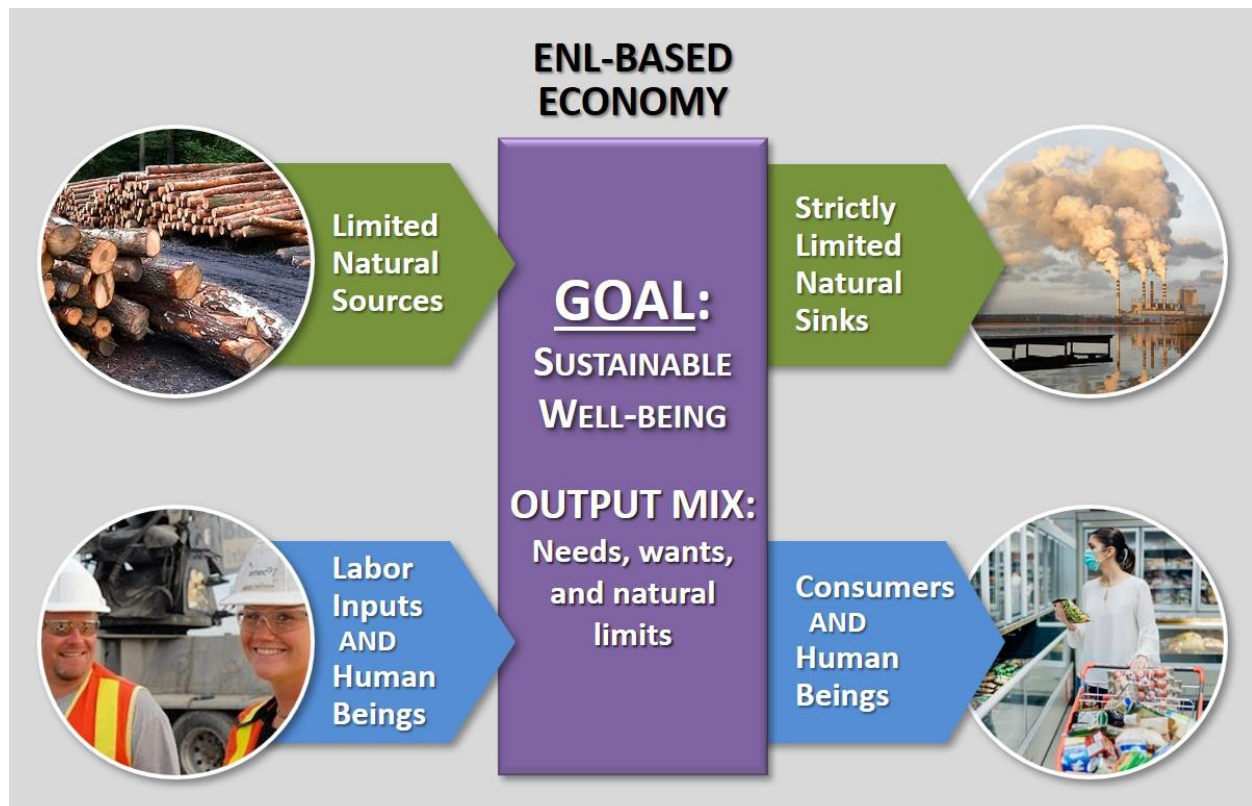 ENL-BASED
ECONOMY
Limited
Natural
Sources
GOAL:
SUSTAINABLE
WELL-BEING
OUTPUT MIX:
Needs, wants,
and natural
limits
Strictly
Limited
Natural
Sinks
Labor
Inputs
AND
Human
Beings
Consumers
AND
Human
Beings